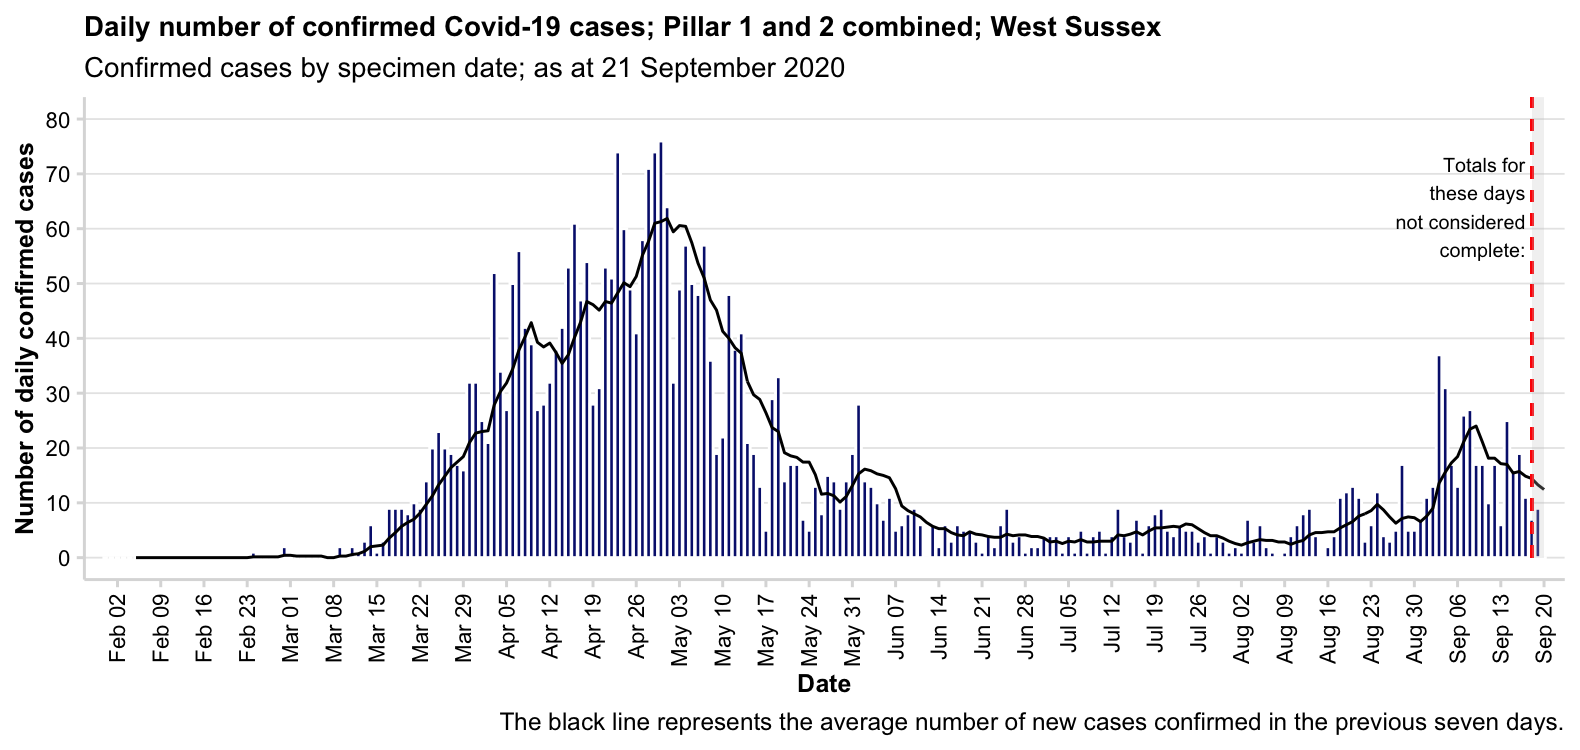 Daily number of confirmed Covid-19 cases; Pillar 1 and 2 combined; West Sussex
Confirmed cases by specimen date; as at 21 September 2020
Number of daily confirmed cases
80
70
60
50
40
30
20
10
0
Totals for
these days
not considered
complete:
Feb 02
Feb 09
Feb 16
Feb 23
Mar 01
Mar 08
Mar 15
Mar 22
Mar 29
Apr 05
Apr 12
Apr 19
Apr 26
May 03
May 10
May 17
May 24
May 31
Jun 07
Jun 14
Jun 21
Jun 28
Jul 05
Jul 12
Jul 19
Jul 26
Aug 02
Aug 09
Aug 16
Aug 23
Aug 30
Sep 06
Sep 13
Sep 20
Date
The black line represents the average number of new cases confirmed in the previous seven days.